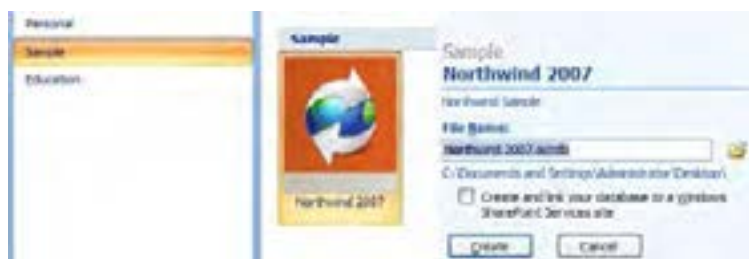 Personal
Sample
Education
Sample
Northwind 2007
Sample
Northwind 2007
Northwind Sample
File Name:
Northwind 2007.accdb
C:\Documents and Settings\Administrator\Desktop\
Create and link your database to a Windows
SharePoint Services site
Create
Cancel